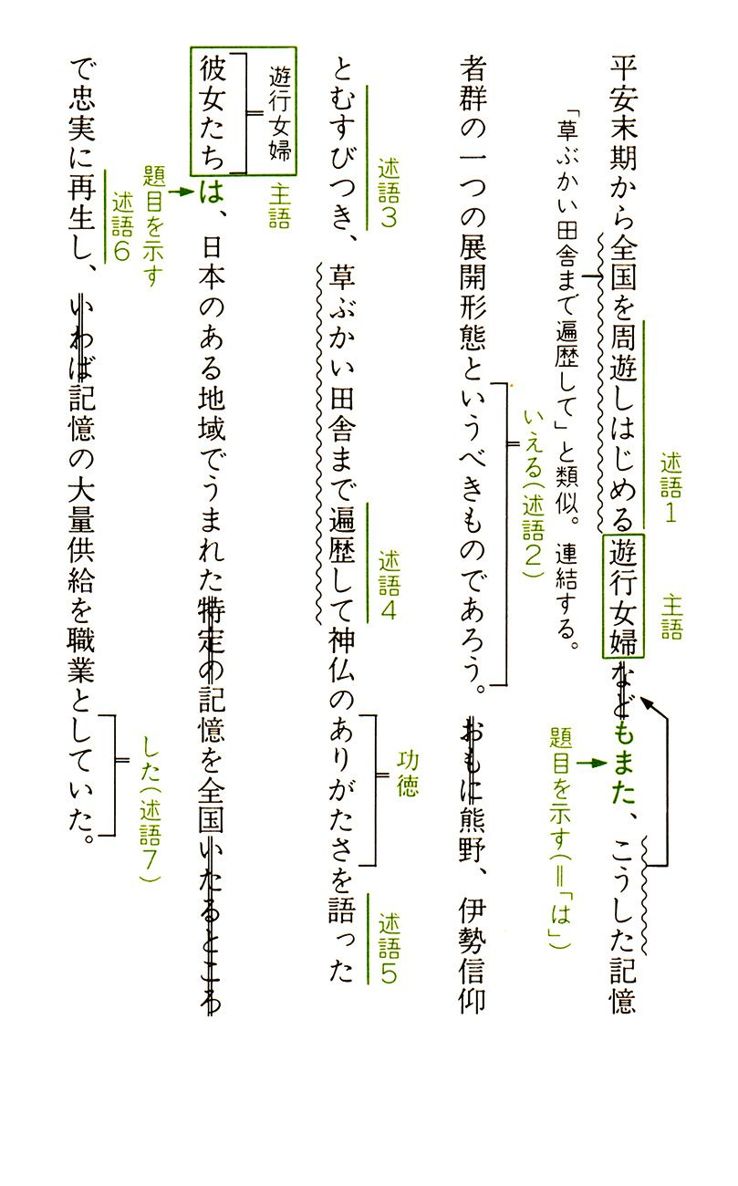 述語1
主語
平安末期から全国を周遊しはじめる遊行女婦などもまた、こうした記憶
「草ぶかい田舎まで遍歴して」と類似。連結する。
題目を示す(＝「は」)
いえる(述語2)
者群の一つの展開形態というべきものであろう。おもに熊野、伊勢信仰
功徳
述語3
述語4
述語5
とむすびつき、草ぶかい田舎まで遍歴して神仏のありがたさを語った
遊行女婦
主語
彼女たちは、日本のある地域でうまれた特定の記憶を全国いたるところ
題目を示す
述語6
した(述語7)
で忠実に再生し、いわば記憶の大量供給を職業としていた。